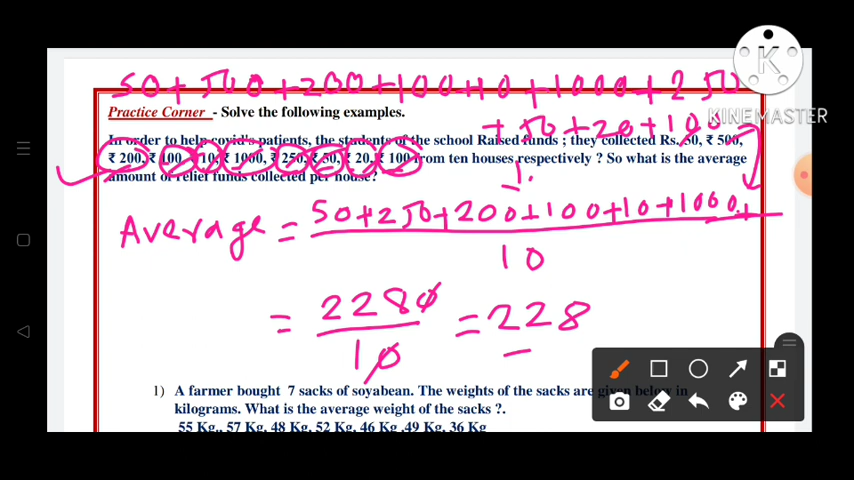 50+500+200+100+10+1000+250
+50+20+100
KINEMASTER
Practice Corner - Solve the following examples.
In order to help covid's patients, the students of the school Raised funds ; they collected Rs. 50, ₹ 500,
₹ 200, ₹ 100, ₹ 10, ₹ 1000, ₹ 250, ₹ 50, ₹ 20, ₹ 100 from ten houses respectively ? So what is the average
amount of relief funds collected per house?
Average = 50+250+200+100+10+1000+
10
= 2280 = 228
10
1) A farmer bought 7 sacks of soyabean. The weights of the sacks are given below in
kilograms. What is the average weight of the sacks ?.
55 Kg., 57 Kg, 48 Kg, 52 Kg, 46 Kg ,49 Kg, 36 Kg